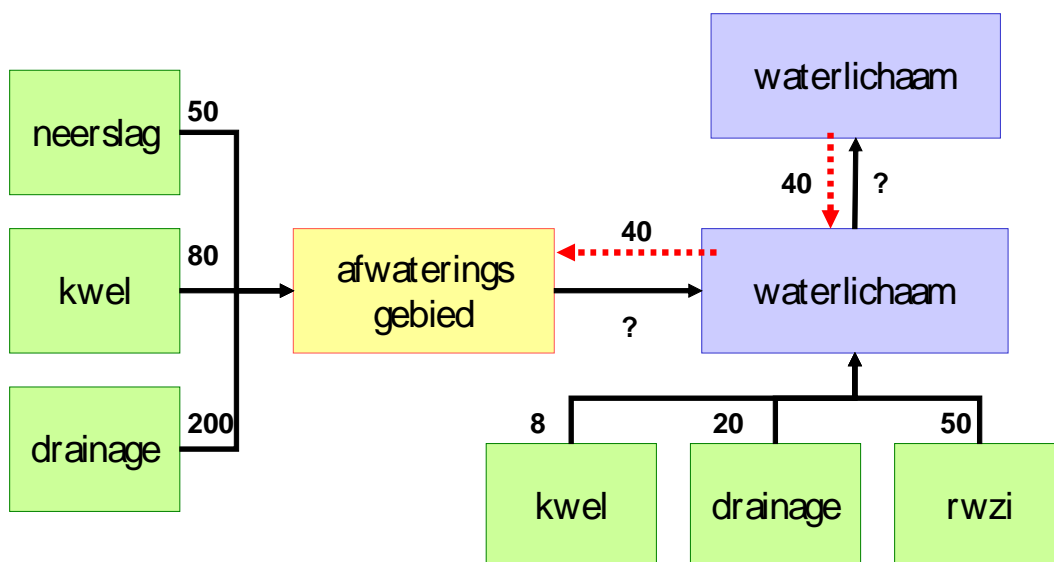 waterlichaam
50
neerslag
40
?
80
40
kwel
afwaterings
gebied
waterlichaam
?
200
drainage
8
20
50
kwel
drainage
rwzi